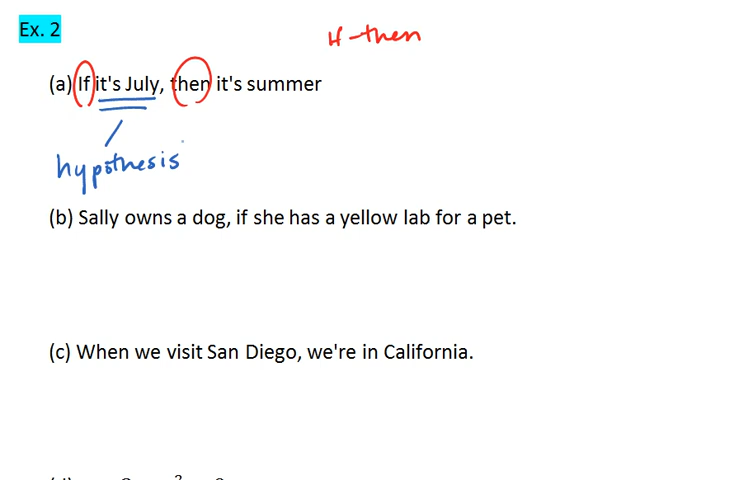 Ex. 2
If-then
(a) If it's July, then it's summer
hypothesis
(b) Sally owns a dog, if she has a yellow lab for a pet.
(c) When we visit San Diego, we're in California.